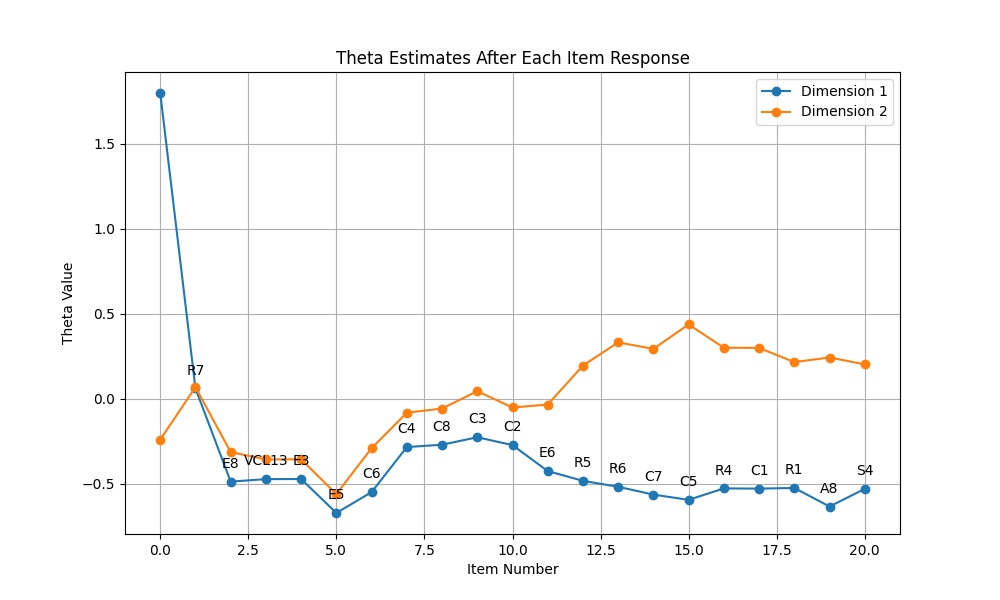 Theta Estimates After Each Item Response
Dimension 1
Dimension 2
Theta Value
1.5
1.0
0.5
0.0
−0.5
R7
E8
VCL13
E3
E5
C6
C4
C8
C3
C2
E6
R5
R6
C7
C5
R4
C1
R1
A8
S4
0.0 2.5 5.0 7.5 10.0 12.5 15.0 17.5 20.0
Item Number